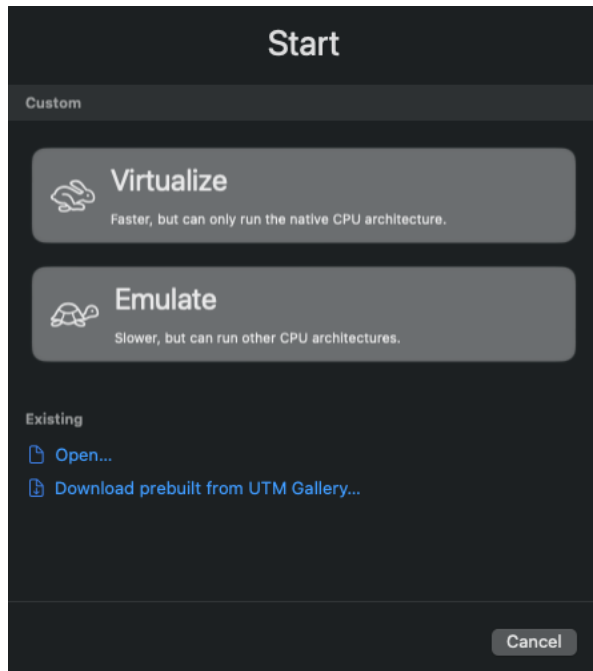 Start
Custom
Virtualize
Faster, but can only run the native CPU architecture.
Emulate
Slower, but can run other CPU architectures.
Existing
Open...
Download prebuilt from UTM Gallery...
Cancel